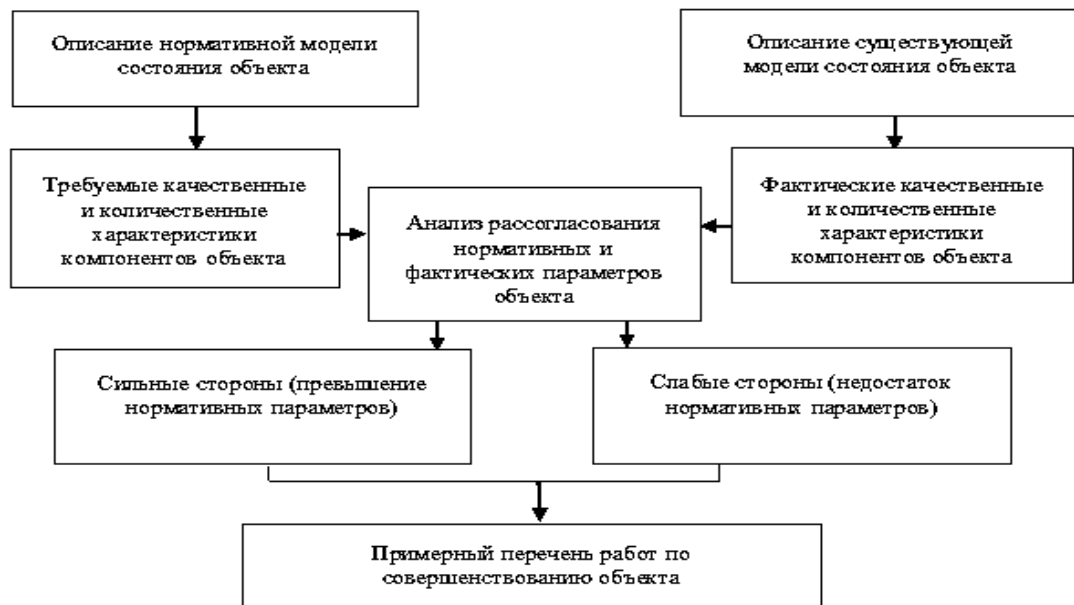 Описание нормативной модели
состояния объекта
Описание существующей
модели состояния объекта
Требуемые качественные
и количественные
характеристики
компонентов объекта
Анализ рассогласования
нормативных и
фактических параметров
объекта
Фактические качественные
и количественные
характеристики
компонентов объекта
Сильные стороны (превышение
нормативных параметров)
Слабые стороны (недостаток
нормативных параметров)
Примерный перечень работ по
совершенствованию объекта